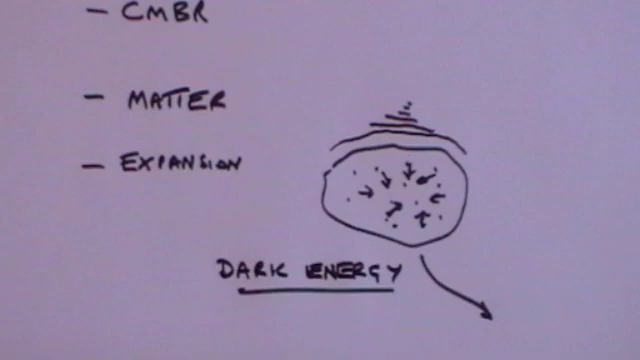 - CMBR
- MATTER
- EXPANSION
DARK ENERGY